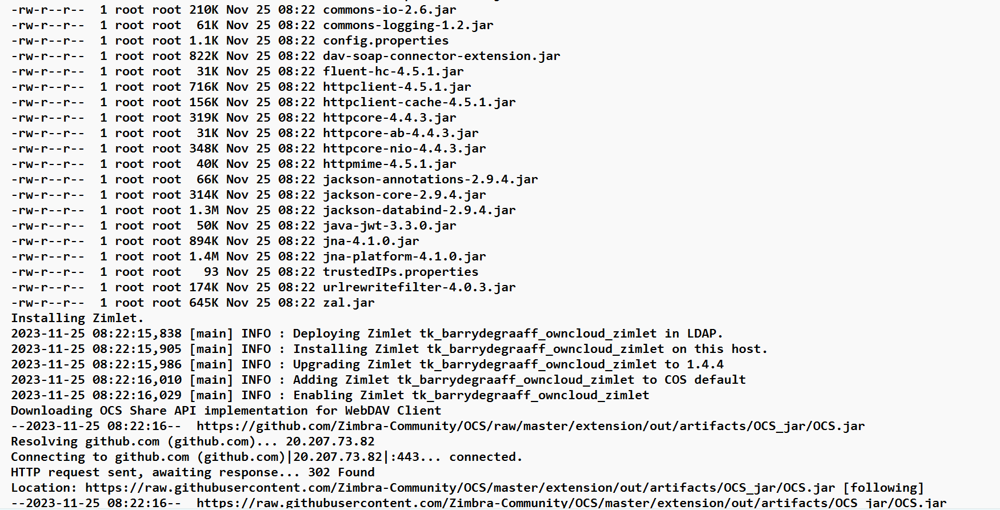 -rw-r--r--  1 root root 210K Nov 25 08:22 commons-io-2.6.jar
-rw-r--r--  1 root root  61K Nov 25 08:22 commons-logging-1.2.jar
-rw-r--r--  1 root root 1.1K Nov 25 08:22 config.properties
-rw-r--r--  1 root root 822K Nov 25 08:22 dav-soap-connector-extension.jar
-rw-r--r--  1 root root  31K Nov 25 08:22 fluent-hc-4.5.1.jar
-rw-r--r--  1 root root 716K Nov 25 08:22 httpclient-4.5.1.jar
-rw-r--r--  1 root root 156K Nov 25 08:22 httpclient-cache-4.5.1.jar
-rw-r--r--  1 root root 319K Nov 25 08:22 httpcore-4.4.3.jar
-rw-r--r--  1 root root  31K Nov 25 08:22 httpcore-ab-4.4.3.jar
-rw-r--r--  1 root root 348K Nov 25 08:22 httpcore-nio-4.4.3.jar
-rw-r--r--  1 root root  40K Nov 25 08:22 httpmime-4.5.1.jar
-rw-r--r--  1 root root  66K Nov 25 08:22 jackson-annotations-2.9.4.jar
-rw-r--r--  1 root root 314K Nov 25 08:22 jackson-core-2.9.4.jar
-rw-r--r--  1 root root 1.3M Nov 25 08:22 jackson-databind-2.9.4.jar
-rw-r--r--  1 root root  50K Nov 25 08:22 java-jwt-3.3.0.jar
-rw-r--r--  1 root root 894K Nov 25 08:22 jna-4.1.0.jar
-rw-r--r--  1 root root 1.4M Nov 25 08:22 jna-platform-4.1.0.jar
-rw-r--r--  1 root root   93 Nov 25 08:22 trustedIPs.properties
-rw-r--r--  1 root root 174K Nov 25 08:22 urlrewritefilter-4.0.3.jar
-rw-r--r--  1 root root 645K Nov 25 08:22 zal.jar
Installing Zimlet.
2023-11-25 08:22:15,838 [main] INFO : Deploying Zimlet tk_barrydegraaff_owncloud_zimlet in LDAP.
2023-11-25 08:22:15,905 [main] INFO : Installing Zimlet tk_barrydegraaff_owncloud_zimlet on this host.
2023-11-25 08:22:15,986 [main] INFO : Upgrading Zimlet tk_barrydegraaff_owncloud_zimlet to 1.4.4
2023-11-25 08:22:16,010 [main] INFO : Adding Zimlet tk_barrydegraaff_owncloud_zimlet to COS default
2023-11-25 08:22:16,029 [main] INFO : Enabling Zimlet tk_barrydegraaff_owncloud_zimlet
Downloading OCS Share API implementation for WebDAV Client
--2023-11-25 08:22:16--  https://github.com/Zimbra-Community/OCS/raw/master/extension/out/artifacts/OCS_jar/OCS.jar
Resolving github.com (github.com)... 20.207.73.82
Connecting to github.com (github.com)|20.207.73.82|:443... connected.
HTTP request sent, awaiting response... 302 Found
Location: https://raw.githubusercontent.com/Zimbra-Community/OCS/master/extension/out/artifacts/OCS_jar/OCS.jar [following]
--2023-11-25 08:22:16--  https://raw.githubusercontent.com/Zimbra-Community/OCS/master/extension/out/artifacts/OCS_jar/OCS.jar